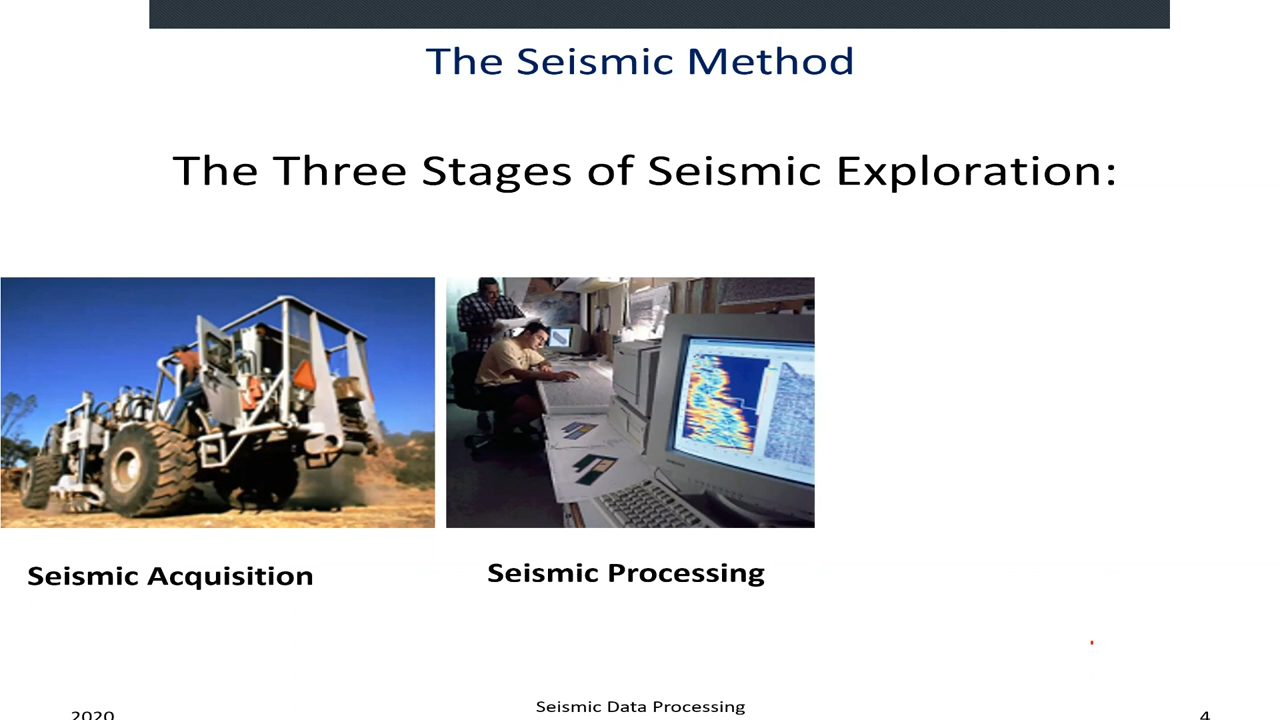 The Seismic Method
The Three Stages of Seismic Exploration:
Seismic Acquisition
Seismic Processing
2020
Seismic Data Processing
4